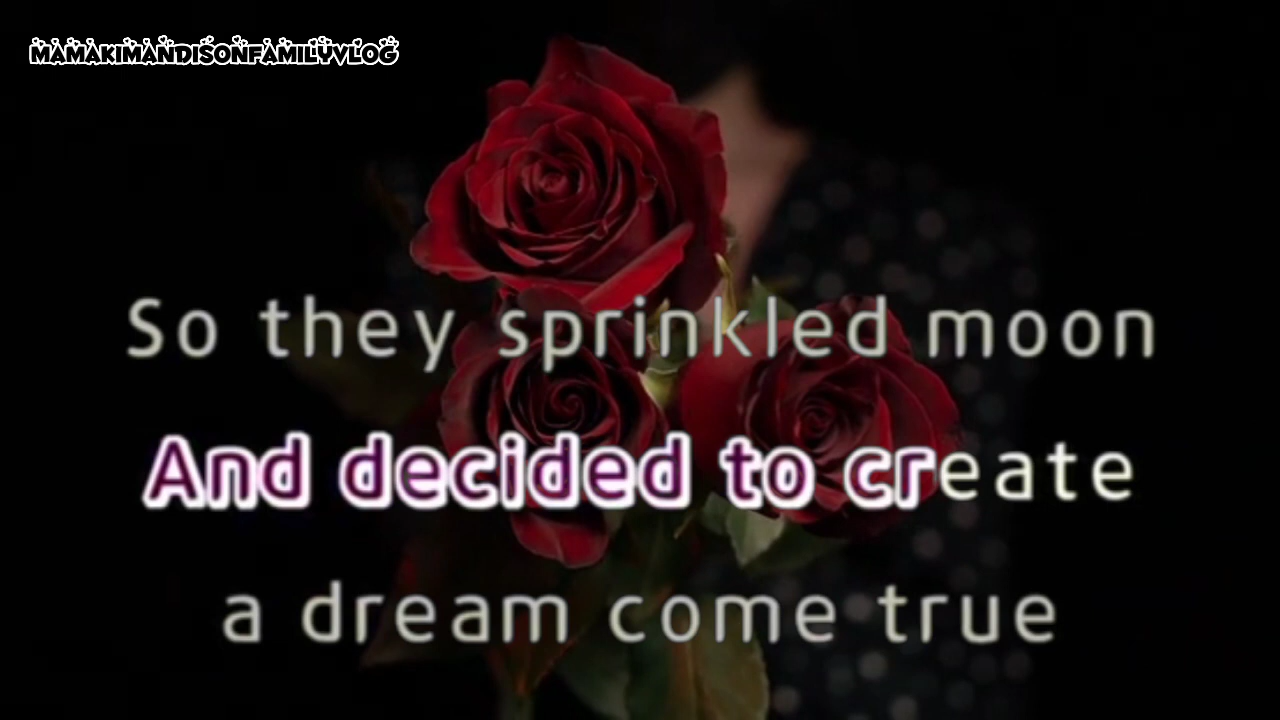 MAMAKIMANDISONFAMILYVLOG
So they sprinkled moon
And decided to create
a dream come true